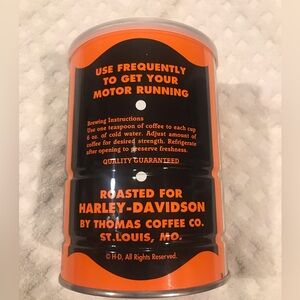 USE FREQUENTLY
TO GET YOUR
MOTOR RUNNING
Brewing Instructions
Use one teaspoon of coffee to each cup
6 oz. of cold water. Adjust amount of
coffee for desired strength. Refrigerate
after opening to preserve freshness.
QUALITY GUARANTEED
ROASTED FOR
HARLEY-DAVIDSON
BY THOMAS COFFEE CO.
ST. LOUIS, MO.
© H-D, All Rights Reserved.